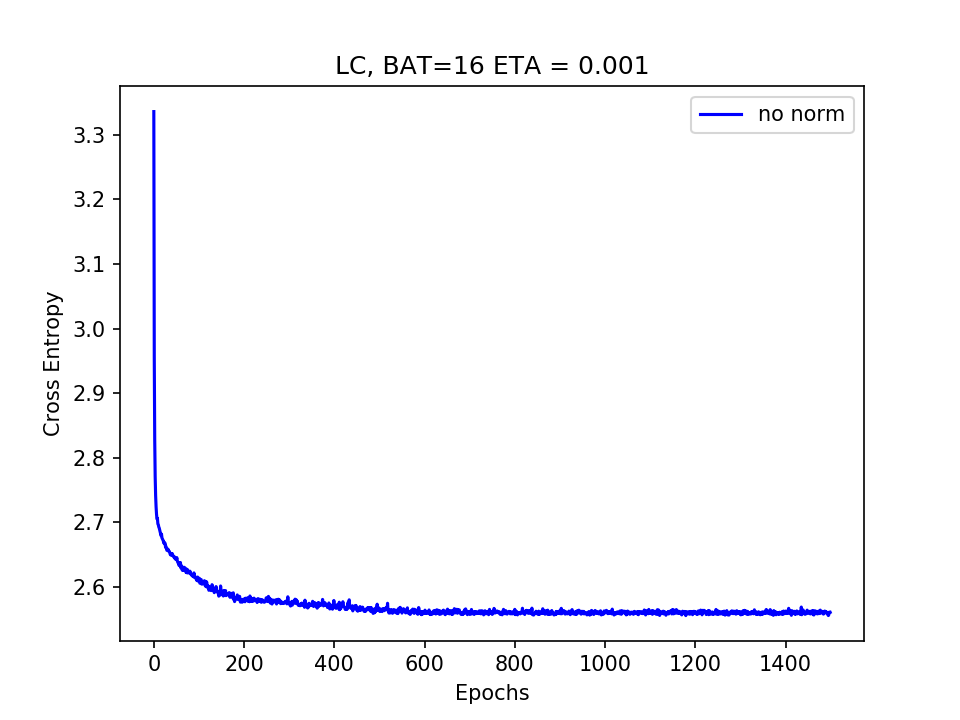 LC, BAT=16 ETA = 0.001
no norm
3.3
3.2
3.1
3.0
2.9
2.8
2.7
2.6
Cross Entropy
0 200 400 600 800 1000 1200 1400
Epochs